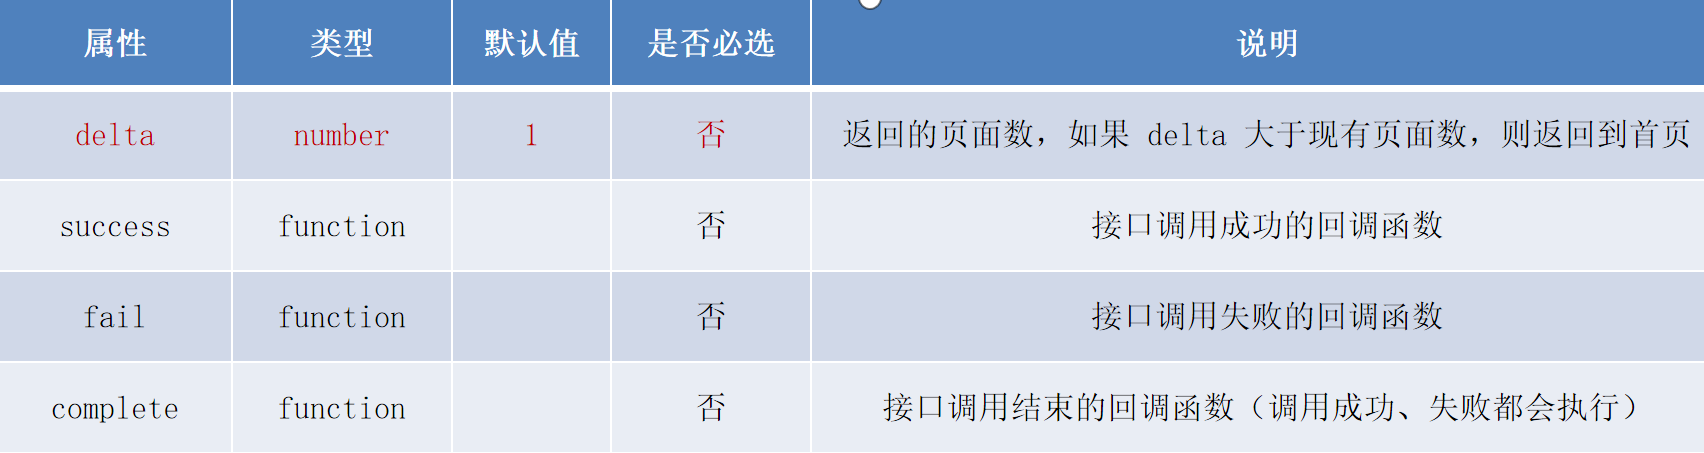 属性 类型 默认值 是否必选 说明
delta number 1 否 返回的页面数，如果 delta 大于现有页面数，则返回到首页
success function 否 接口调用成功的回调函数
fail function 否 接口调用失败的回调函数
complete function 否 接口调用结束的回调函数（调用成功、失败都会执行）